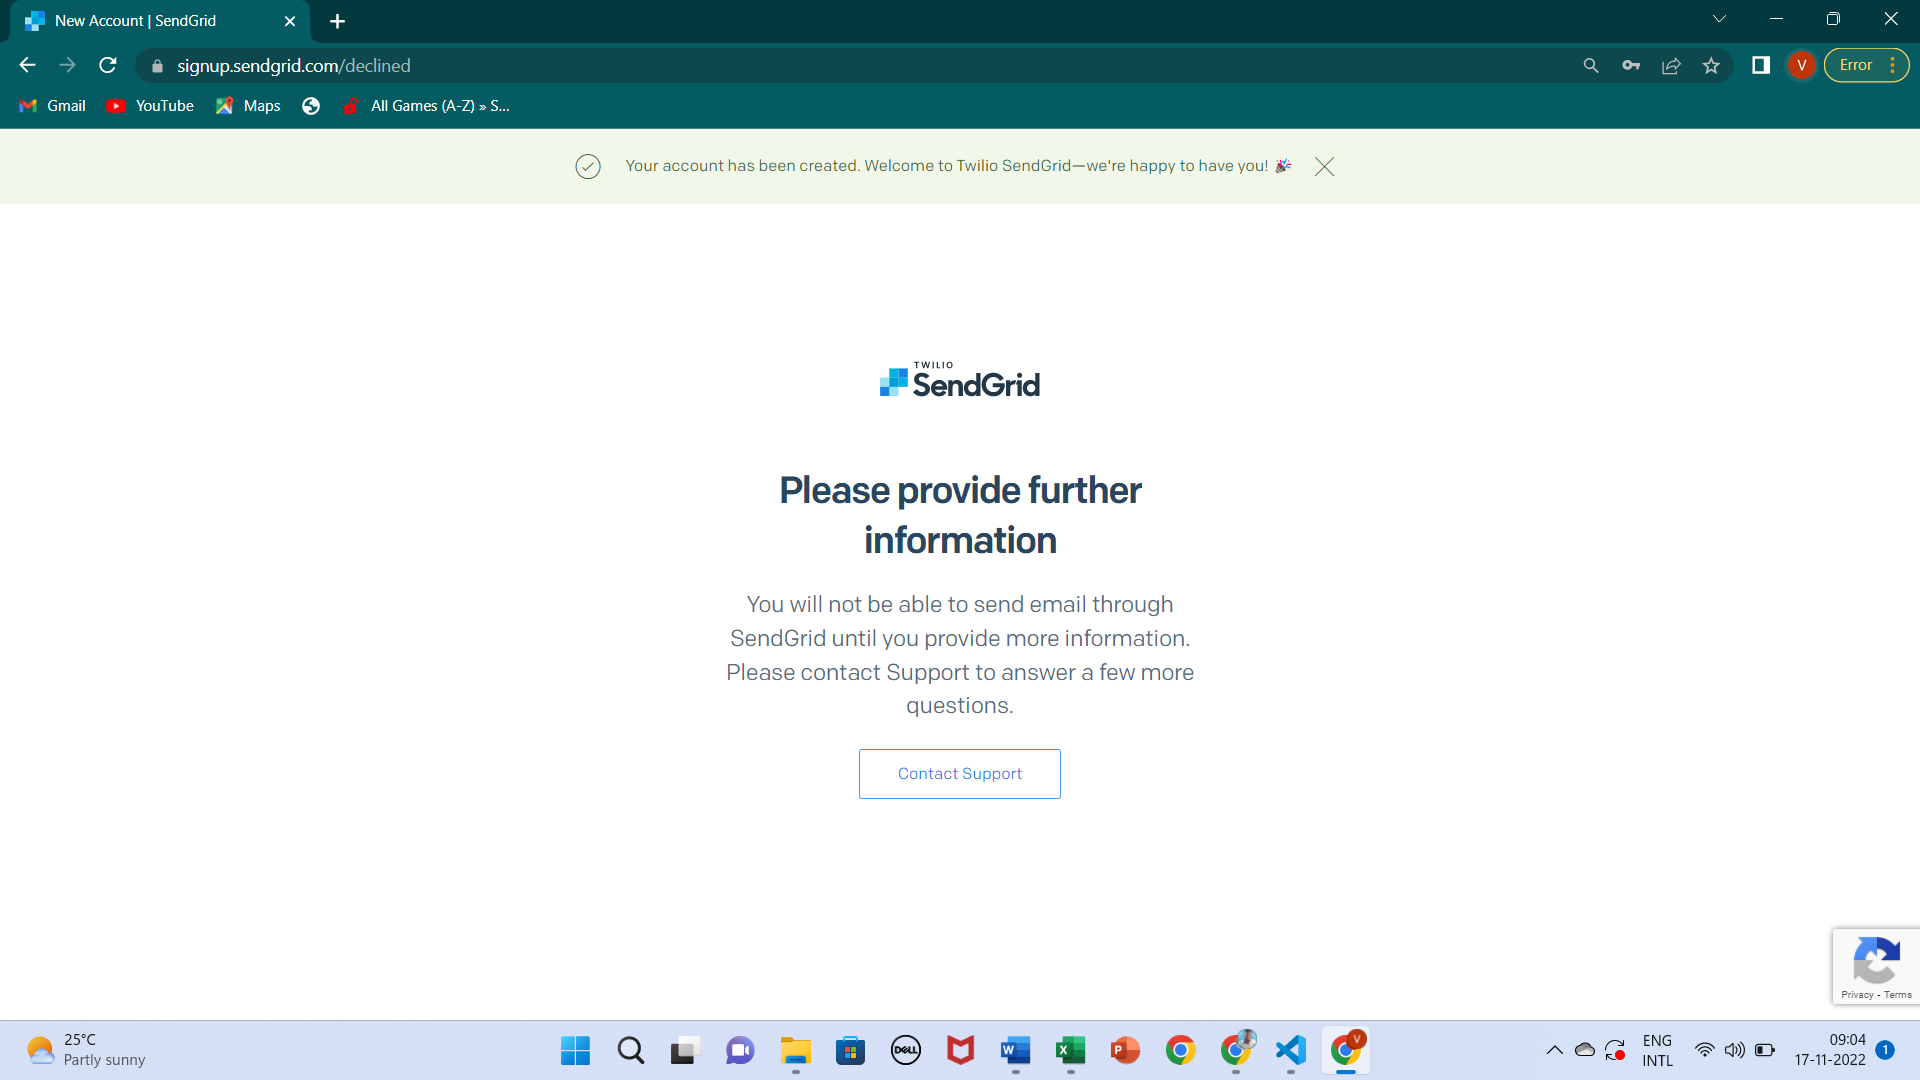 New Account | SendGrid
signup.sendgrid.com/declined
Error
V
Gmail
YouTube
Maps
All Games (A-Z) » S...
Your account has been created. Welcome to Twilio SendGrid—we're happy to have you! 🎉
TWILIO
SendGrid
Please provide further
information
You will not be able to send email through
SendGrid until you provide more information.
Please contact Support to answer a few more
questions.
Contact Support
Privacy - Terms
25°C
Partly sunny
DELL
W
X
P
V
ENG
INTL
09:04
17-11-2022
1